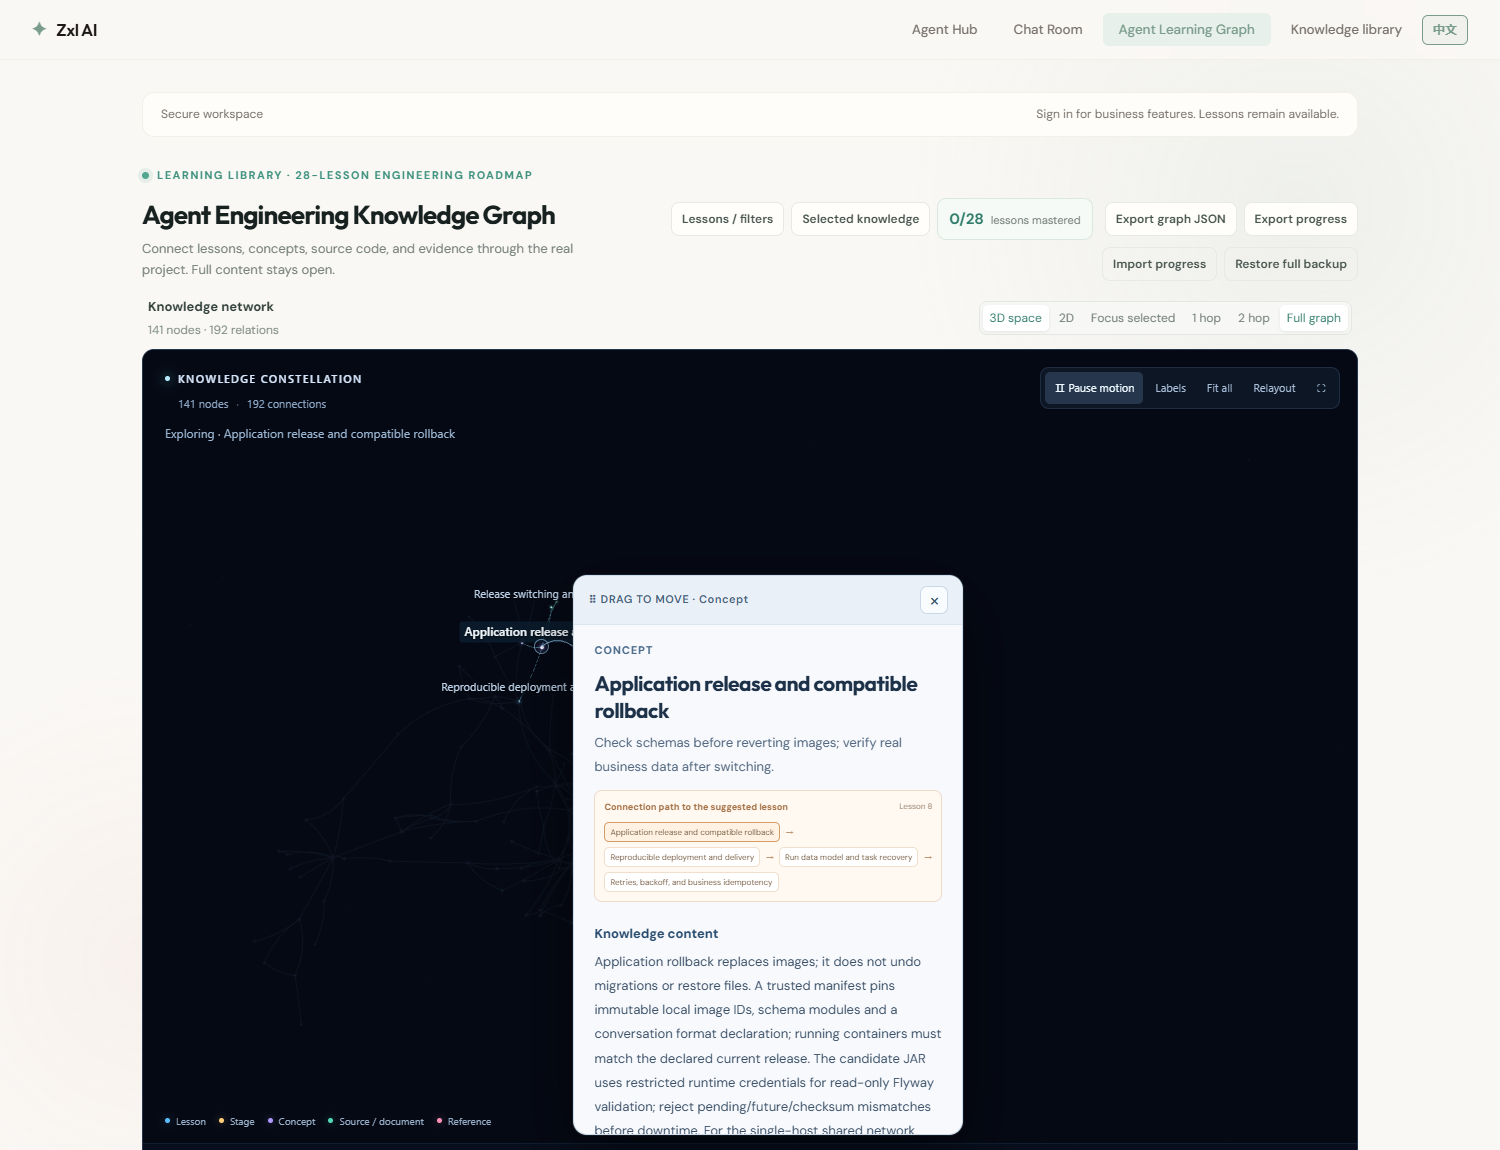 Zxl AI
Agent Hub
Chat Room
Agent Learning Graph
Knowledge library
中文
Secure workspace
Sign in for business features. Lessons remain available.
LEARNING LIBRARY · 28-LESSON ENGINEERING ROADMAP
Agent Engineering Knowledge Graph
Connect lessons, concepts, source code, and evidence through the real
project. Full content stays open.
Lessons / filters
Selected knowledge
0/28 lessons mastered
Export graph JSON
Export progress
Import progress
Restore full backup
Knowledge network
141 nodes · 192 relations
3D space
2D
Focus selected
1 hop
2 hop
Full graph
KNOWLEDGE CONSTELLATION
141 nodes · 192 connections
Exploring · Application release and compatible rollback
Pause motion
Labels
Fit all
Relayout
Release switching an
Application release
Reproducible deployment a
DRAG TO MOVE · Concept
×
CONCEPT
Application release and compatible
rollback
Check schemas before reverting images; verify real
business data after switching.
Connection path to the suggested lesson
Lesson 8
Application release and compatible rollback →
Reproducible deployment and delivery → Run data model and task recovery →
Retries, backoff, and business idempotency
Knowledge content
Application rollback replaces images; it does not undo
migrations or restore files. A trusted manifest pins
immutable local image IDs, schema modules and a
conversation format declaration; running containers must
match the declared current release. The candidate JAR
uses restricted runtime credentials for read-only Flyway
validation; reject pending/future/checksum mismatches
before downtime. For the single-host shared network
Lesson
Stage
Concept
Source / document
Reference